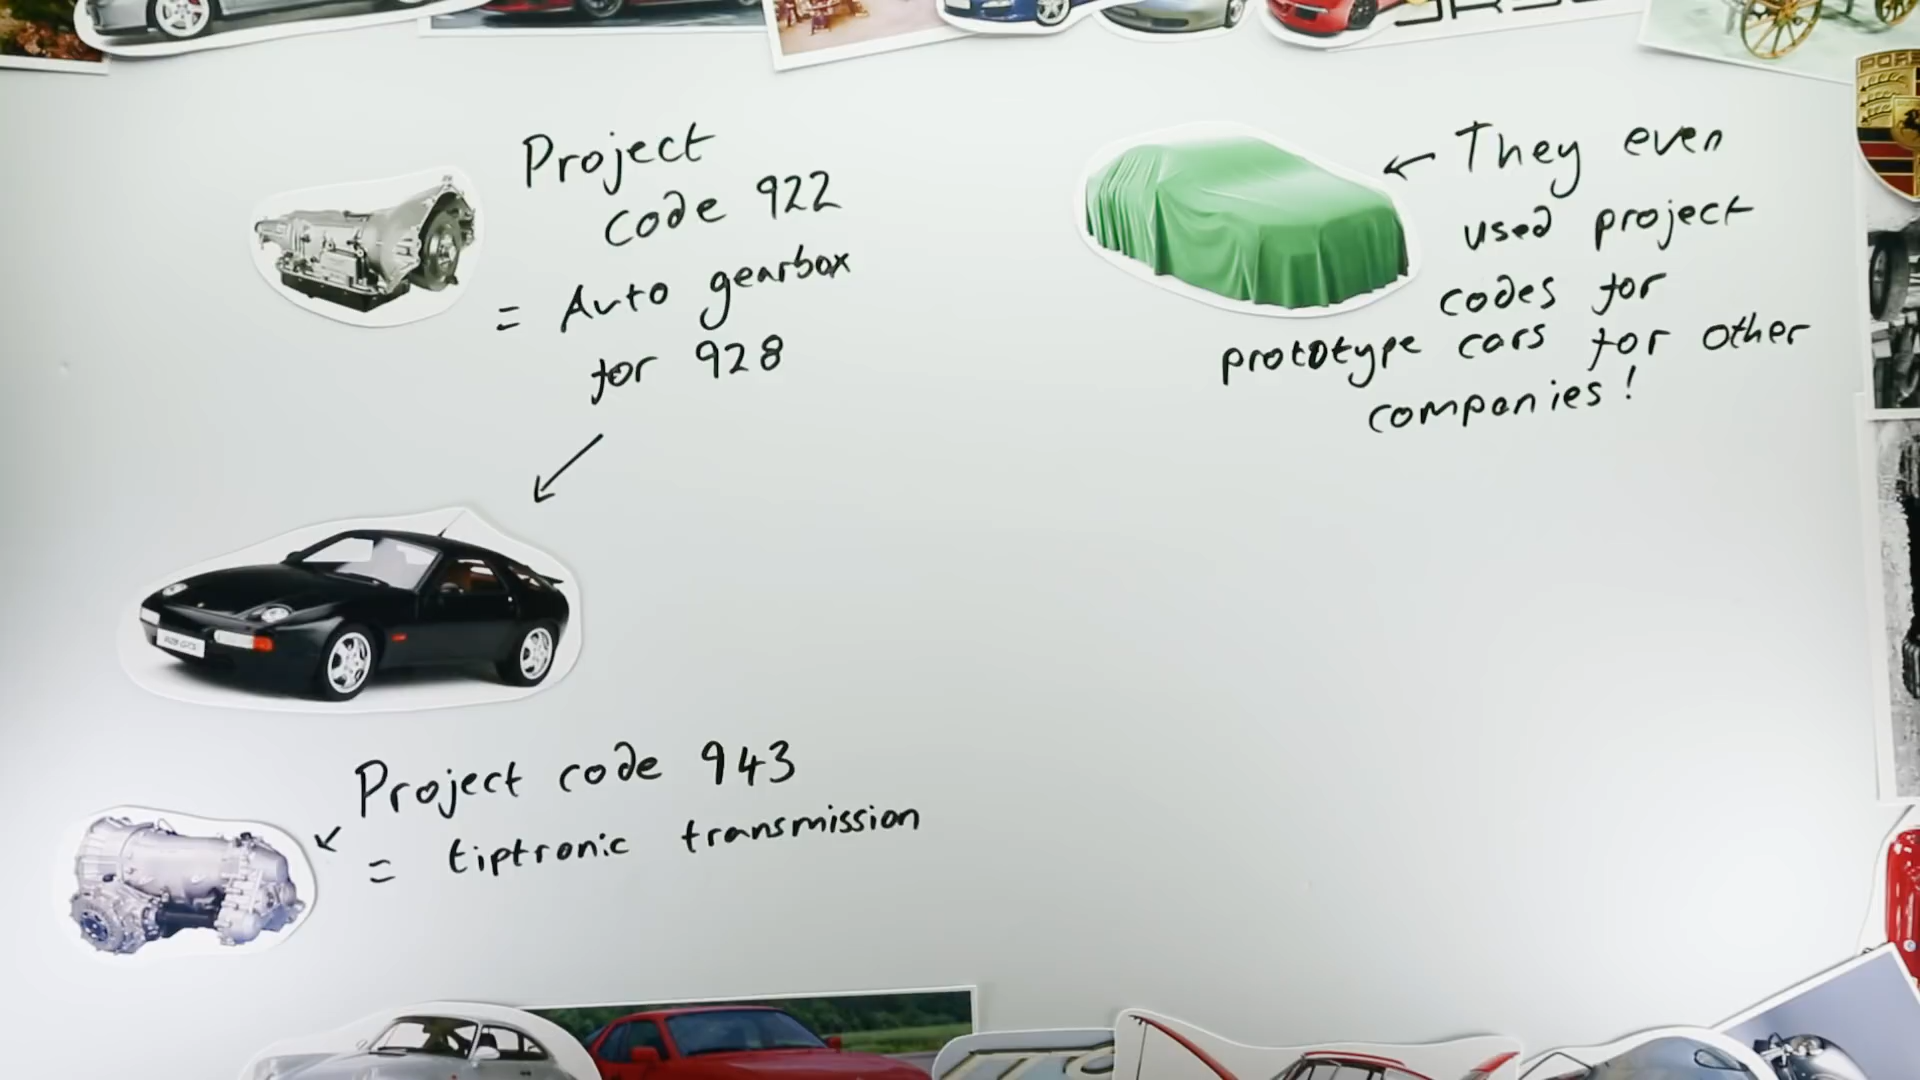 Project
code 922
= Auto gearbox
for 928
They even
used project
codes for
prototype cars for other
companies!
Project code 943
= tiptronic transmission